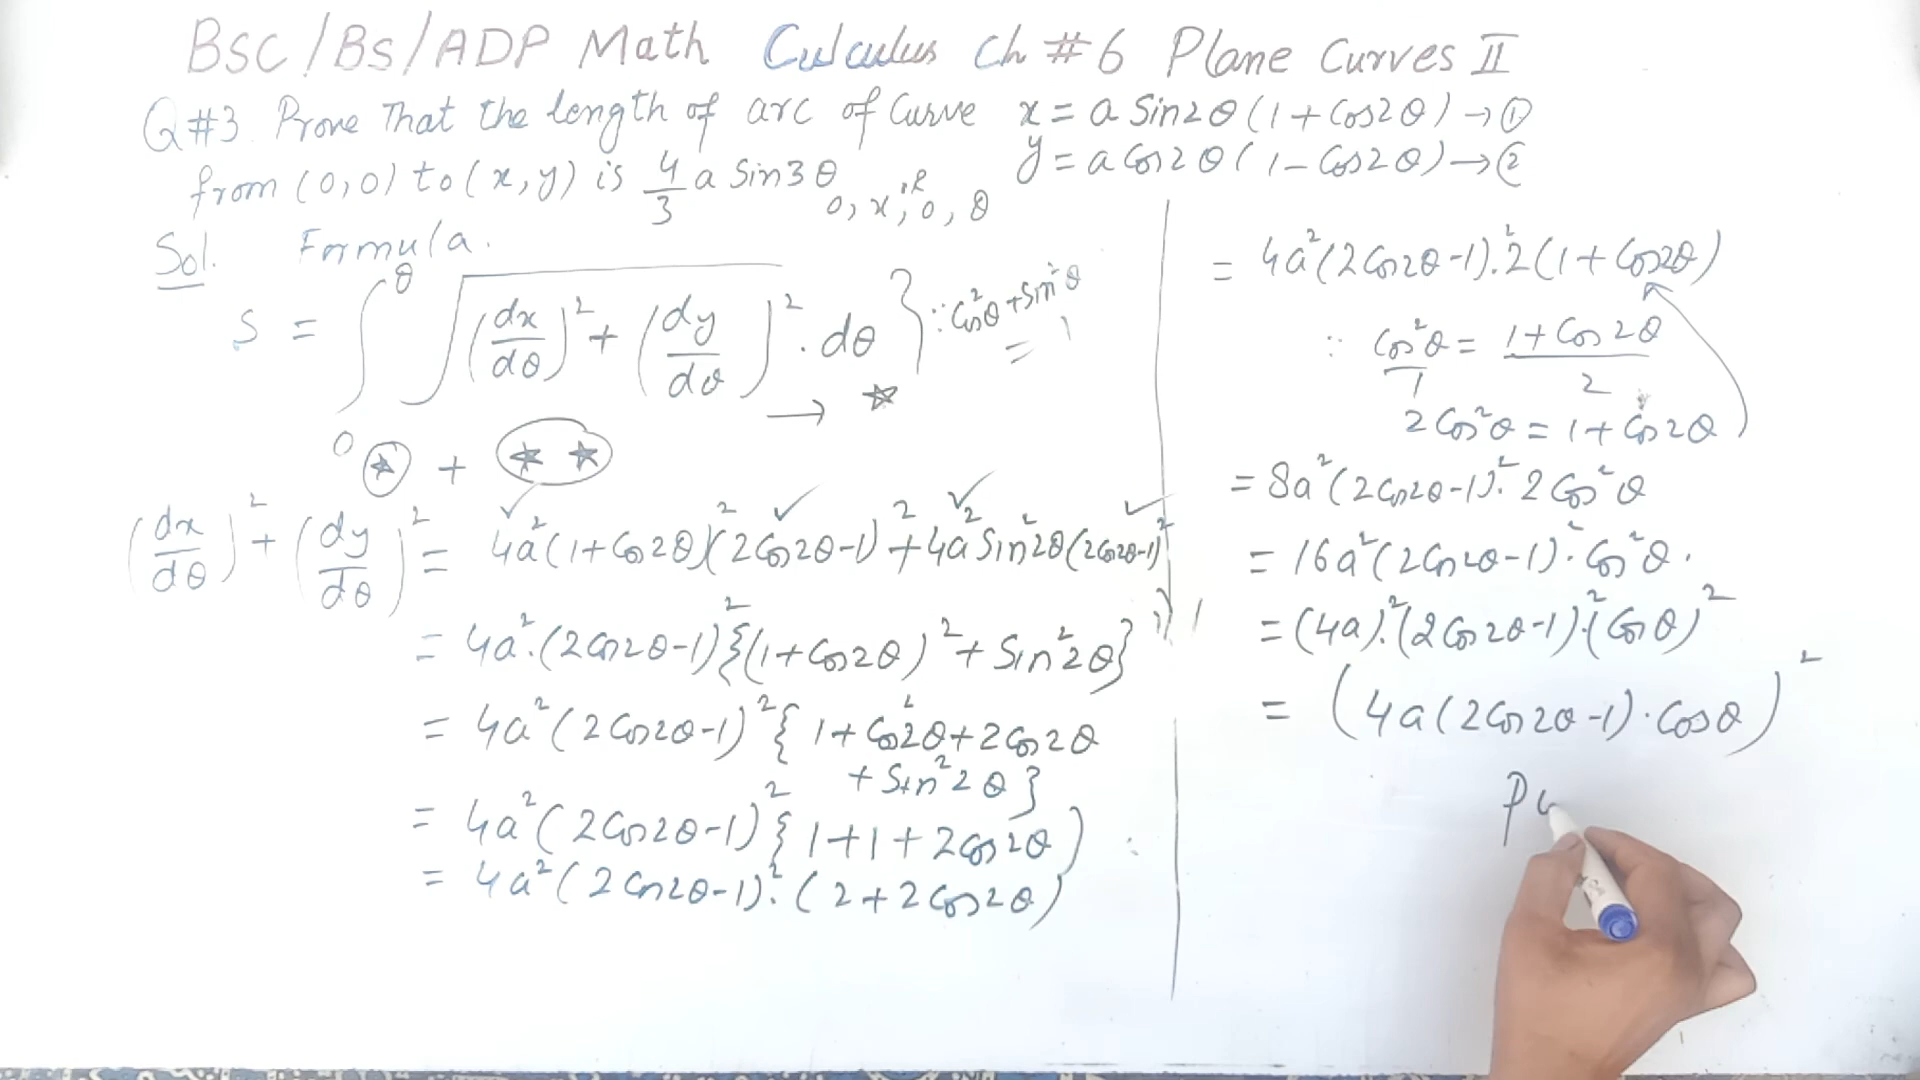 BSC/BS/ADP Math Calculus Ch #6 Plane Curves II
Q#3. Prove That the length of arc of Curve x = a Sin2θ(1+Cos2θ) → ①
y = a Cos2θ(1-Cos2θ) → ②
from (0,0) to (x,y) is 4/3 a Sin3θ
0, x, 0, θ
Sol. Formula.
S = ∫₀^θ √((dx/dθ)² + (dy/dθ)²) . dθ } ∵ Cos²θ + Sin²θ = 1
→ ☆
☆ + ☆ ☆
(dx/dθ)² + (dy/dθ)² = 4a²(1+Cos2θ)²(2Cos2θ-1)² + 4a²Sin²2θ(2Cos2θ-1)²
= 4a².(2Cos2θ-1)²{(1+Cos2θ)² + Sin²2θ}
= 4a²(2Cos2θ-1)²{1+Cos²2θ+2Cos2θ
+ Sin²2θ}
= 4a²(2Cos2θ-1)²{1+1+2Cos2θ)
= 4a²(2Cos2θ-1)².(2+2Cos2θ)
= 4a²(2Cos2θ-1)².2(1+Cos2θ)
∵ Cos²θ/1 = (1+Cos2θ)/2
2Cos²θ = 1+Cos2θ
= 8a²(2Cos2θ-1)².2Cos²θ
= 16a²(2Cos2θ-1)².Cos²θ.
= (4a)².(2Cos2θ-1)².(Cosθ)²
= (4a(2Cos2θ-1).Cosθ)²
Pu